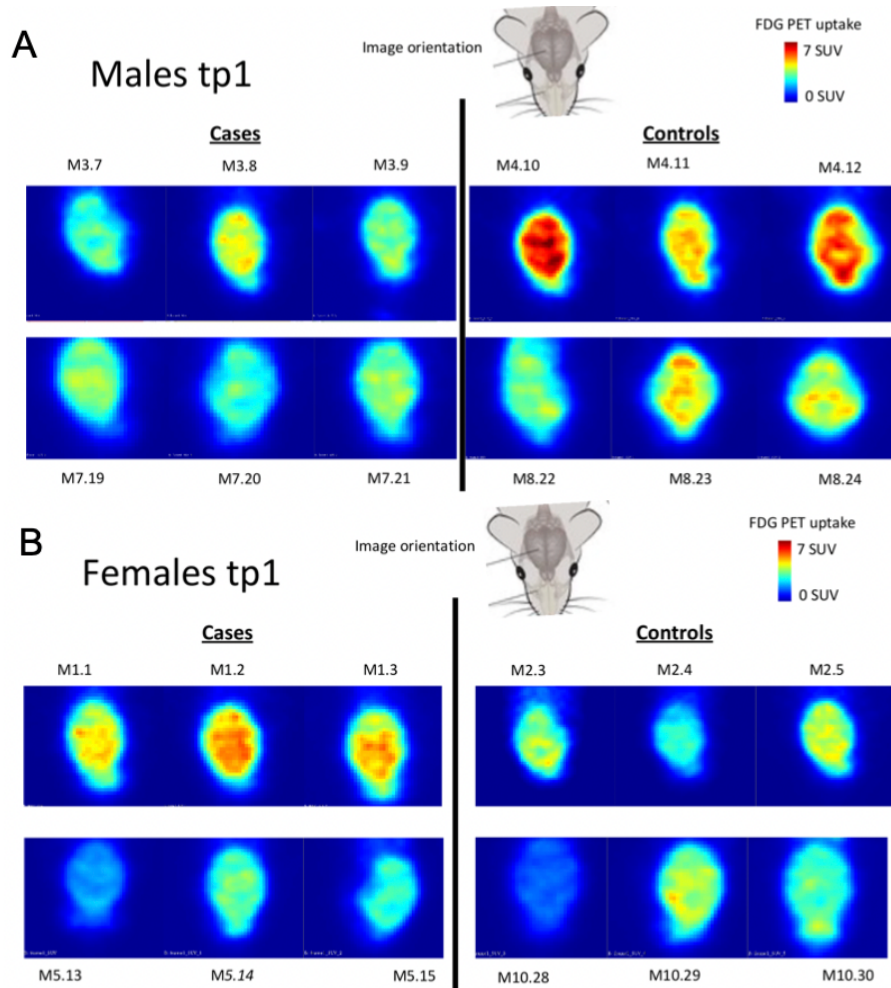 A
Males tp1
Image orientation
FDG PET uptake
7 SUV
0 SUV
Cases
Controls
M3.7
M3.8
M3.9
M4.10
M4.11
M4.12
M7.19
M7.20
M7.21
M8.22
M8.23
M8.24
B
Females tp1
Image orientation
FDG PET uptake
7 SUV
0 SUV
Cases
Controls
M1.1
M1.2
M1.3
M2.3
M2.4
M2.5
M5.13
M5.14
M5.15
M10.28
M10.29
M10.30